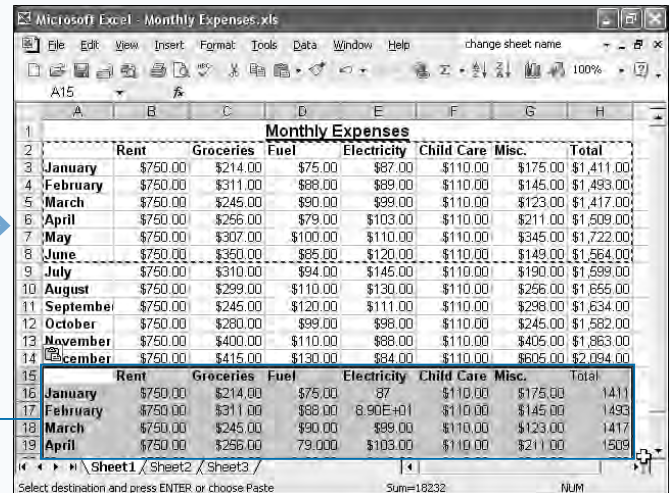 Microsoft Excel - Monthly Expenses.xls
File Edit View Insert Format Tools Data Window Help change sheet name
100%
A15 fx
A B C D E F G H
1 Monthly Expenses
2 Rent Groceries Fuel Electricity Child Care Misc. Total
3 January $750.00 $214.00 $75.00 $87.00 $110.00 $175.00 $1,411.00
4 February $750.00 $311.00 $88.00 $89.00 $110.00 $145.00 $1,493.00
5 March $750.00 $245.00 $90.00 $99.00 $110.00 $123.00 $1,417.00
6 April $750.00 $256.00 $79.00 $103.00 $110.00 $211.00 $1,509.00
7 May $750.00 $307.00 $100.00 $110.00 $110.00 $345.00 $1,722.00
8 June $750.00 $350.00 $85.00 $120.00 $110.00 $149.00 $1,564.00
9 July $750.00 $310.00 $94.00 $145.00 $110.00 $190.00 $1,599.00
10 August $750.00 $299.00 $110.00 $130.00 $110.00 $256.00 $1,655.00
11 September $750.00 $245.00 $120.00 $111.00 $110.00 $298.00 $1,634.00
12 October $750.00 $280.00 $99.00 $98.00 $110.00 $245.00 $1,582.00
13 November $750.00 $400.00 $110.00 $88.00 $110.00 $405.00 $1,863.00
14 cember $750.00 $415.00 $130.00 $84.00 $110.00 $605.00 $2,094.00
15 Rent Groceries Fuel Electricity Child Care Misc. Total
16 January $750.00 $214.00 $75.00 87 $110.00 $175.00 1411
17 February $750.00 $311.00 $88.00 8.90E+01 $110.00 $145.00 1493
18 March $750.00 $245.00 $90.00 $99.00 $110.00 $123.00 1417
19 April $750.00 $256.00 79.000 $103.00 $110.00 $211.00 1509
Sheet1 / Sheet2 / Sheet3 /
Select destination and press ENTER or choose Paste Sum=18232 NUM